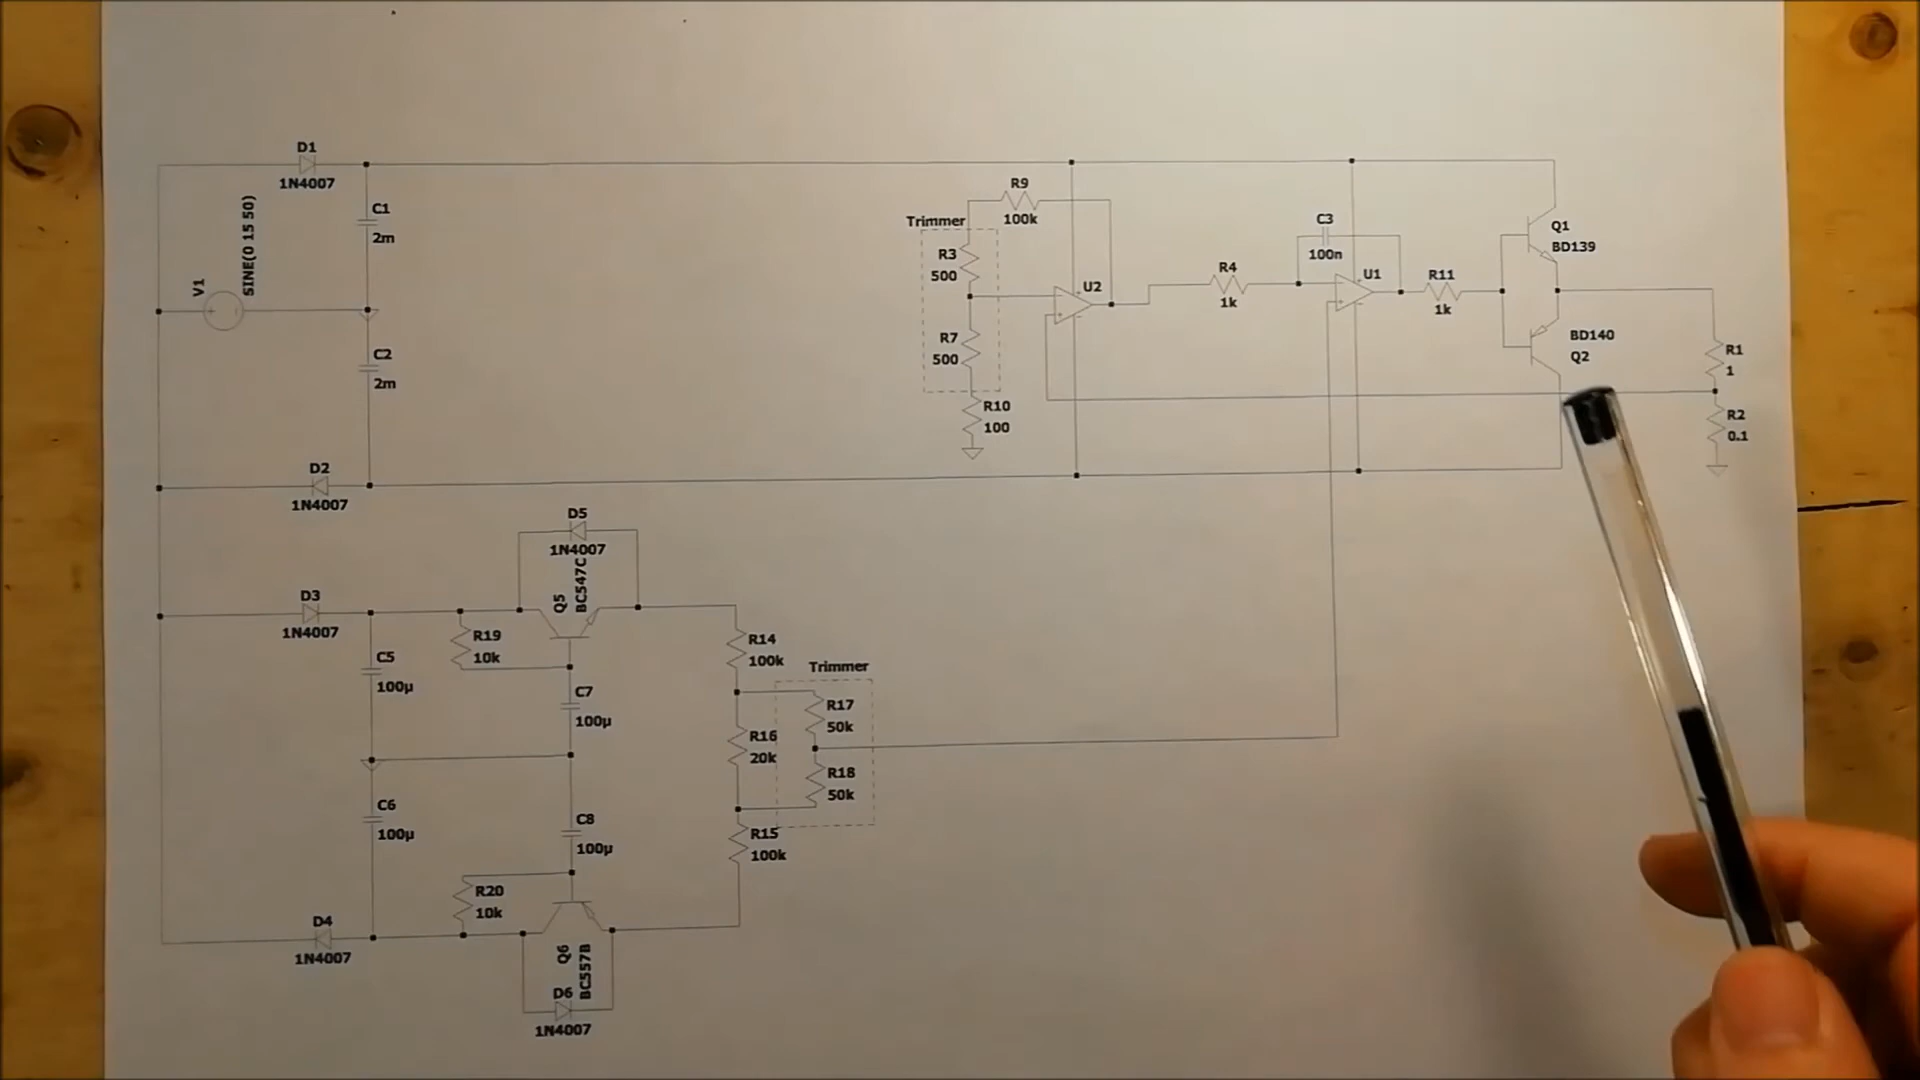 D1
1N4007
V1
SINE(0 15 50)
C1
2m
C2
2m
D2
1N4007
Trimmer
R9
100k
R3
500
R7
500
R10
100
U2
R4
1k
C3
100n
U1
R11
1k
Q1
BD139
BD140
Q2
R1
1
R2
0.1
D5
1N4007
Q5
BC547C
D3
1N4007
R19
10k
C5
100µ
C7
100µ
R14
100k
Trimmer
R17
50k
R16
20k
R18
50k
C6
100µ
C8
100µ
R15
100k
R20
10k
D4
1N4007
Q6
BC557B
D6
1N4007